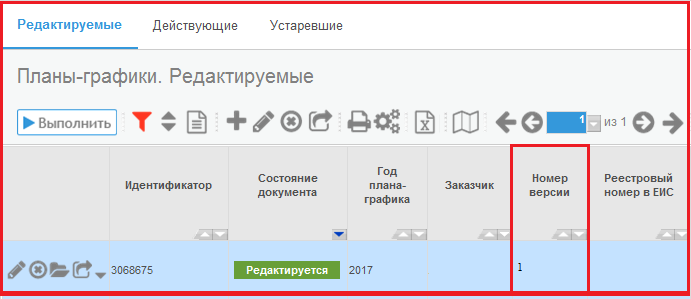 Редактируемые Действующие Устаревшие
Планы-графики. Редактируемые
Выполнить 1 из 1
Идентификатор Состояние документа Год плана-графика Заказчик Номер версии Реестровый номер в ЕИС
3068675 Редактируется 2017 1